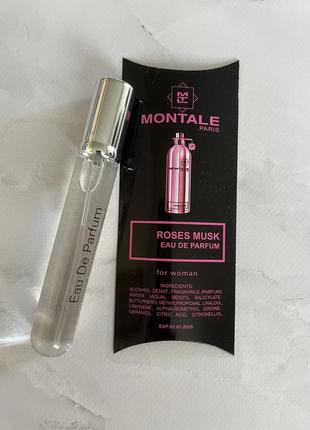 MT
MONTALE
PARIS
ROSES MUSK
EAU DE PARFUM
for woman
INGREDIENTS:
ALCOHOL DENAT, FRAGRANCE (PARFUM),
WATER (AQUA), BENZYL SALICYLATE,
BUTYLPHENYL METHYLPROPIONAL, LINALOOL,
LIMONENE, ALPHA-ISOMETHYL IONONE,
GERANIOL, CITRIC ACID, CITRONELLOL
EXP:01.01.2025
Eau De Parfum